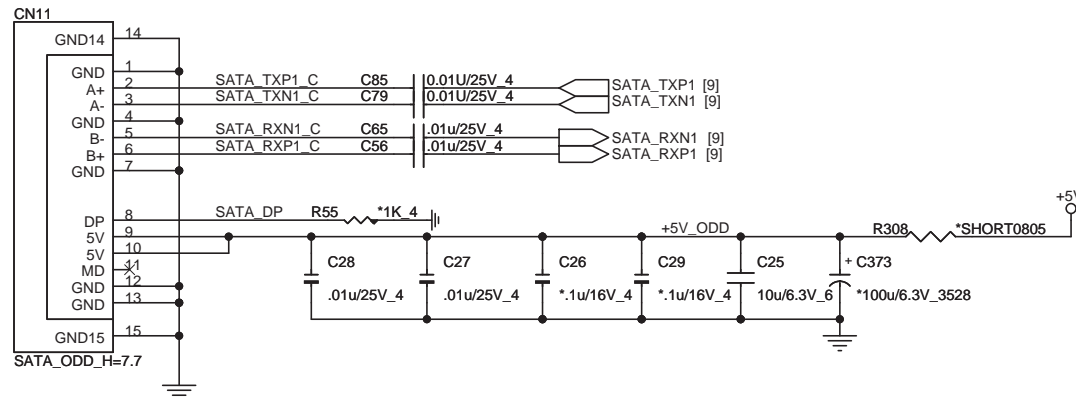 CN11
GND14 14
GND 1
A+ 2 SATA_TXP1_C C85 0.01U/25V_4 SATA_TXP1 [9]
A- 3 SATA_TXN1_C C79 0.01U/25V_4 SATA_TXN1 [9]
GND 4
B- 5 SATA_RXN1_C C65 .01u/25V_4 SATA_RXN1 [9]
B+ 6 SATA_RXP1_C C56 .01u/25V_4 SATA_RXP1 [9]
GND 7
+5V
DP 8 SATA_DP R55 *1K_4
5V 9 +5V_ODD R308 *SHORT0805
5V 10
MD 11
GND 12
GND 13
C28 C27 C26 C29 C25 + C373
.01u/25V_4 .01u/25V_4 *.1u/16V_4 *.1u/16V_4 10u/6.3V_6 *100u/6.3V_3528
GND15 15
SATA_ODD_H=7.7